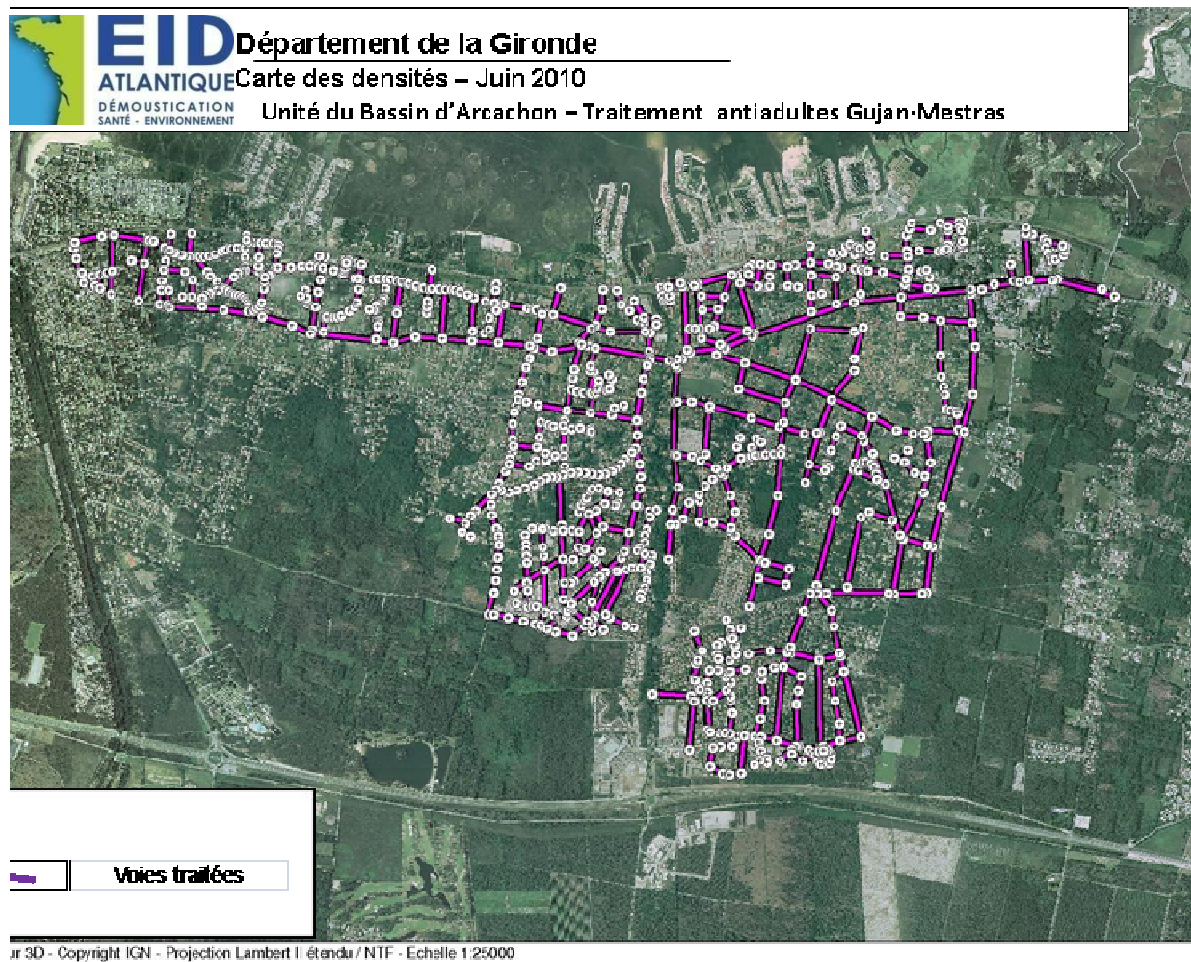 EID
ATLANTIQUE
DÉMOUSTICATION
SANTÉ - ENVIRONNEMENT
Département de la Gironde
Carte des densités – Juin 2010
Unité du Bassin d'Arcachon – Traitement antiadultes Gujan-Mestras
Voies traitées
ur 3D - Copyright IGN - Projection Lambert II étendu / NTF - Echelle 1:25000